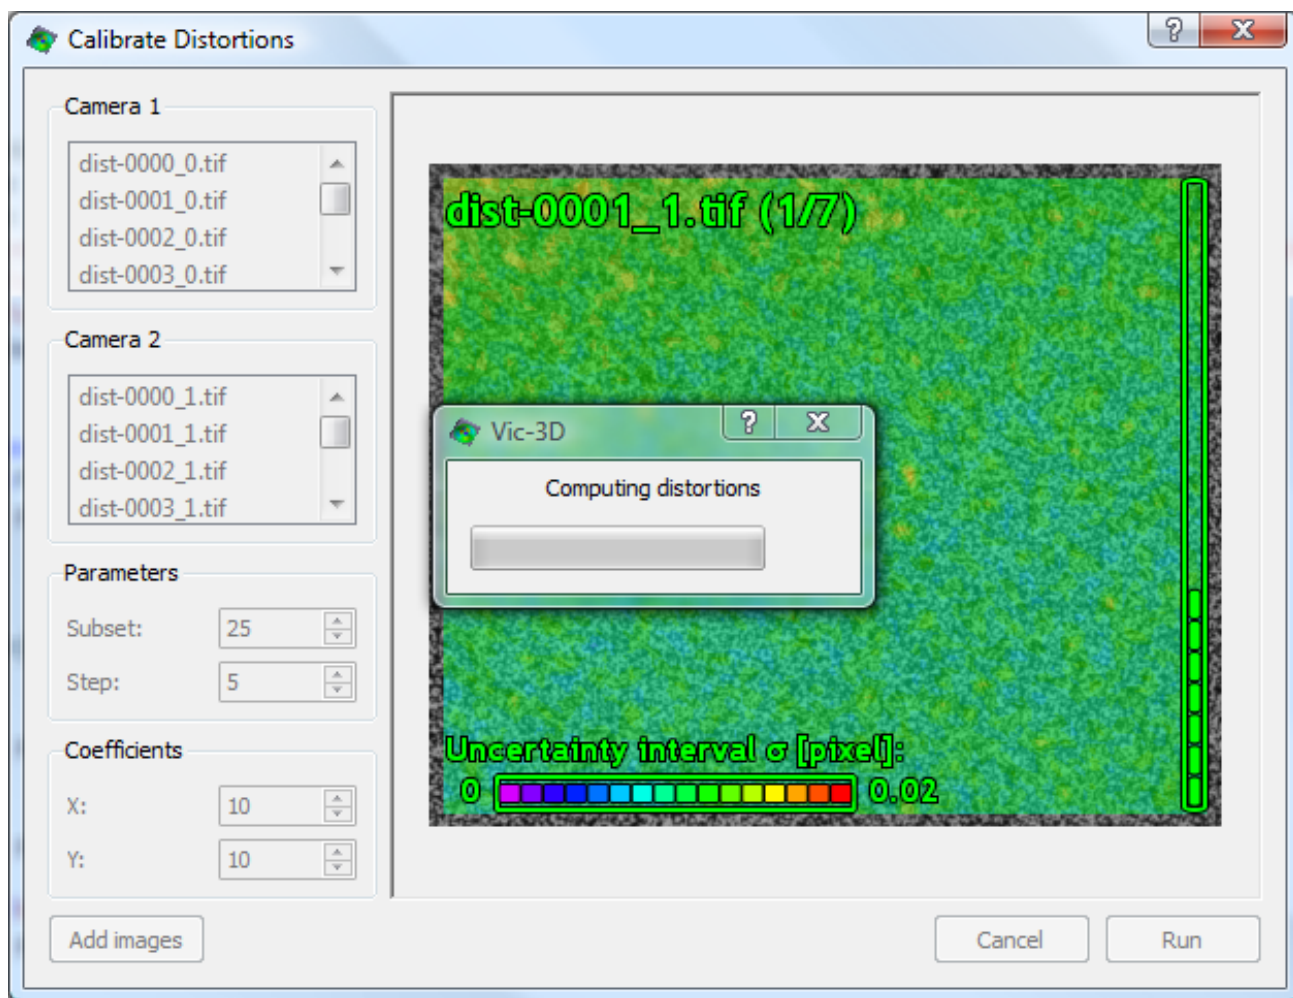 Calibrate Distortions
Camera 1
dist-0000_0.tif
dist-0001_0.tif
dist-0002_0.tif
dist-0003_0.tif
Camera 2
dist-0000_1.tif
dist-0001_1.tif
dist-0002_1.tif
dist-0003_1.tif
Parameters
Subset: 25
Step: 5
Coefficients
X: 10
Y: 10
Add images
dist-0001_1.tif (1/7)
Vic-3D
Computing distortions
Uncertainty interval σ [pixel]:
0 0.02
Cancel Run